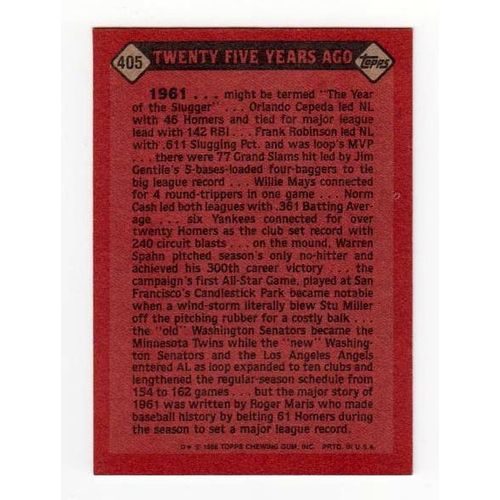 405 TWENTY FIVE YEARS AGO Topps
1961 . . . might be termed "The Year
of the Slugger" . . . Orlando Cepeda led NL
with 46 Homers and tied for major league
lead with 142 RBI . . . Frank Robinson led NL
with .611 Slugging Pct. and was loop's MVP
. . . there were 77 Grand Slams hit led by Jim
Gentile's 5-bases-loaded four-baggers to tie
big league record . . . Willie Mays connected
for 4 round-trippers in one game . . . Norm
Cash led both leagues with .361 Batting Aver-
age . . . six Yankees connected for over
twenty Homers as the club set record with
240 circuit blasts . . . on the mound, Warren
Spahn pitched season's only no-hitter and
achieved his 300th career victory . . . the
campaign's first All-Star Game, played at San
Francisco's Candlestick Park became notable
when a wind-storm literally blew Stu Miller
off the pitching rubber for a costly balk . . .
the "old" Washington Senators became the
Minnesota Twins while the "new" Washing-
ton Senators and the Los Angeles Angels
entered AL as loop expanded to ten clubs and
lengthened the regular-season schedule from
154 to 162 games . . . but the major story of
1961 was written by Roger Maris who made
baseball history by belting 61 Homers during
the season to set a major league record.
D* © 1986 TOPPS CHEWING GUM, INC. PRTD. IN U.S.A.